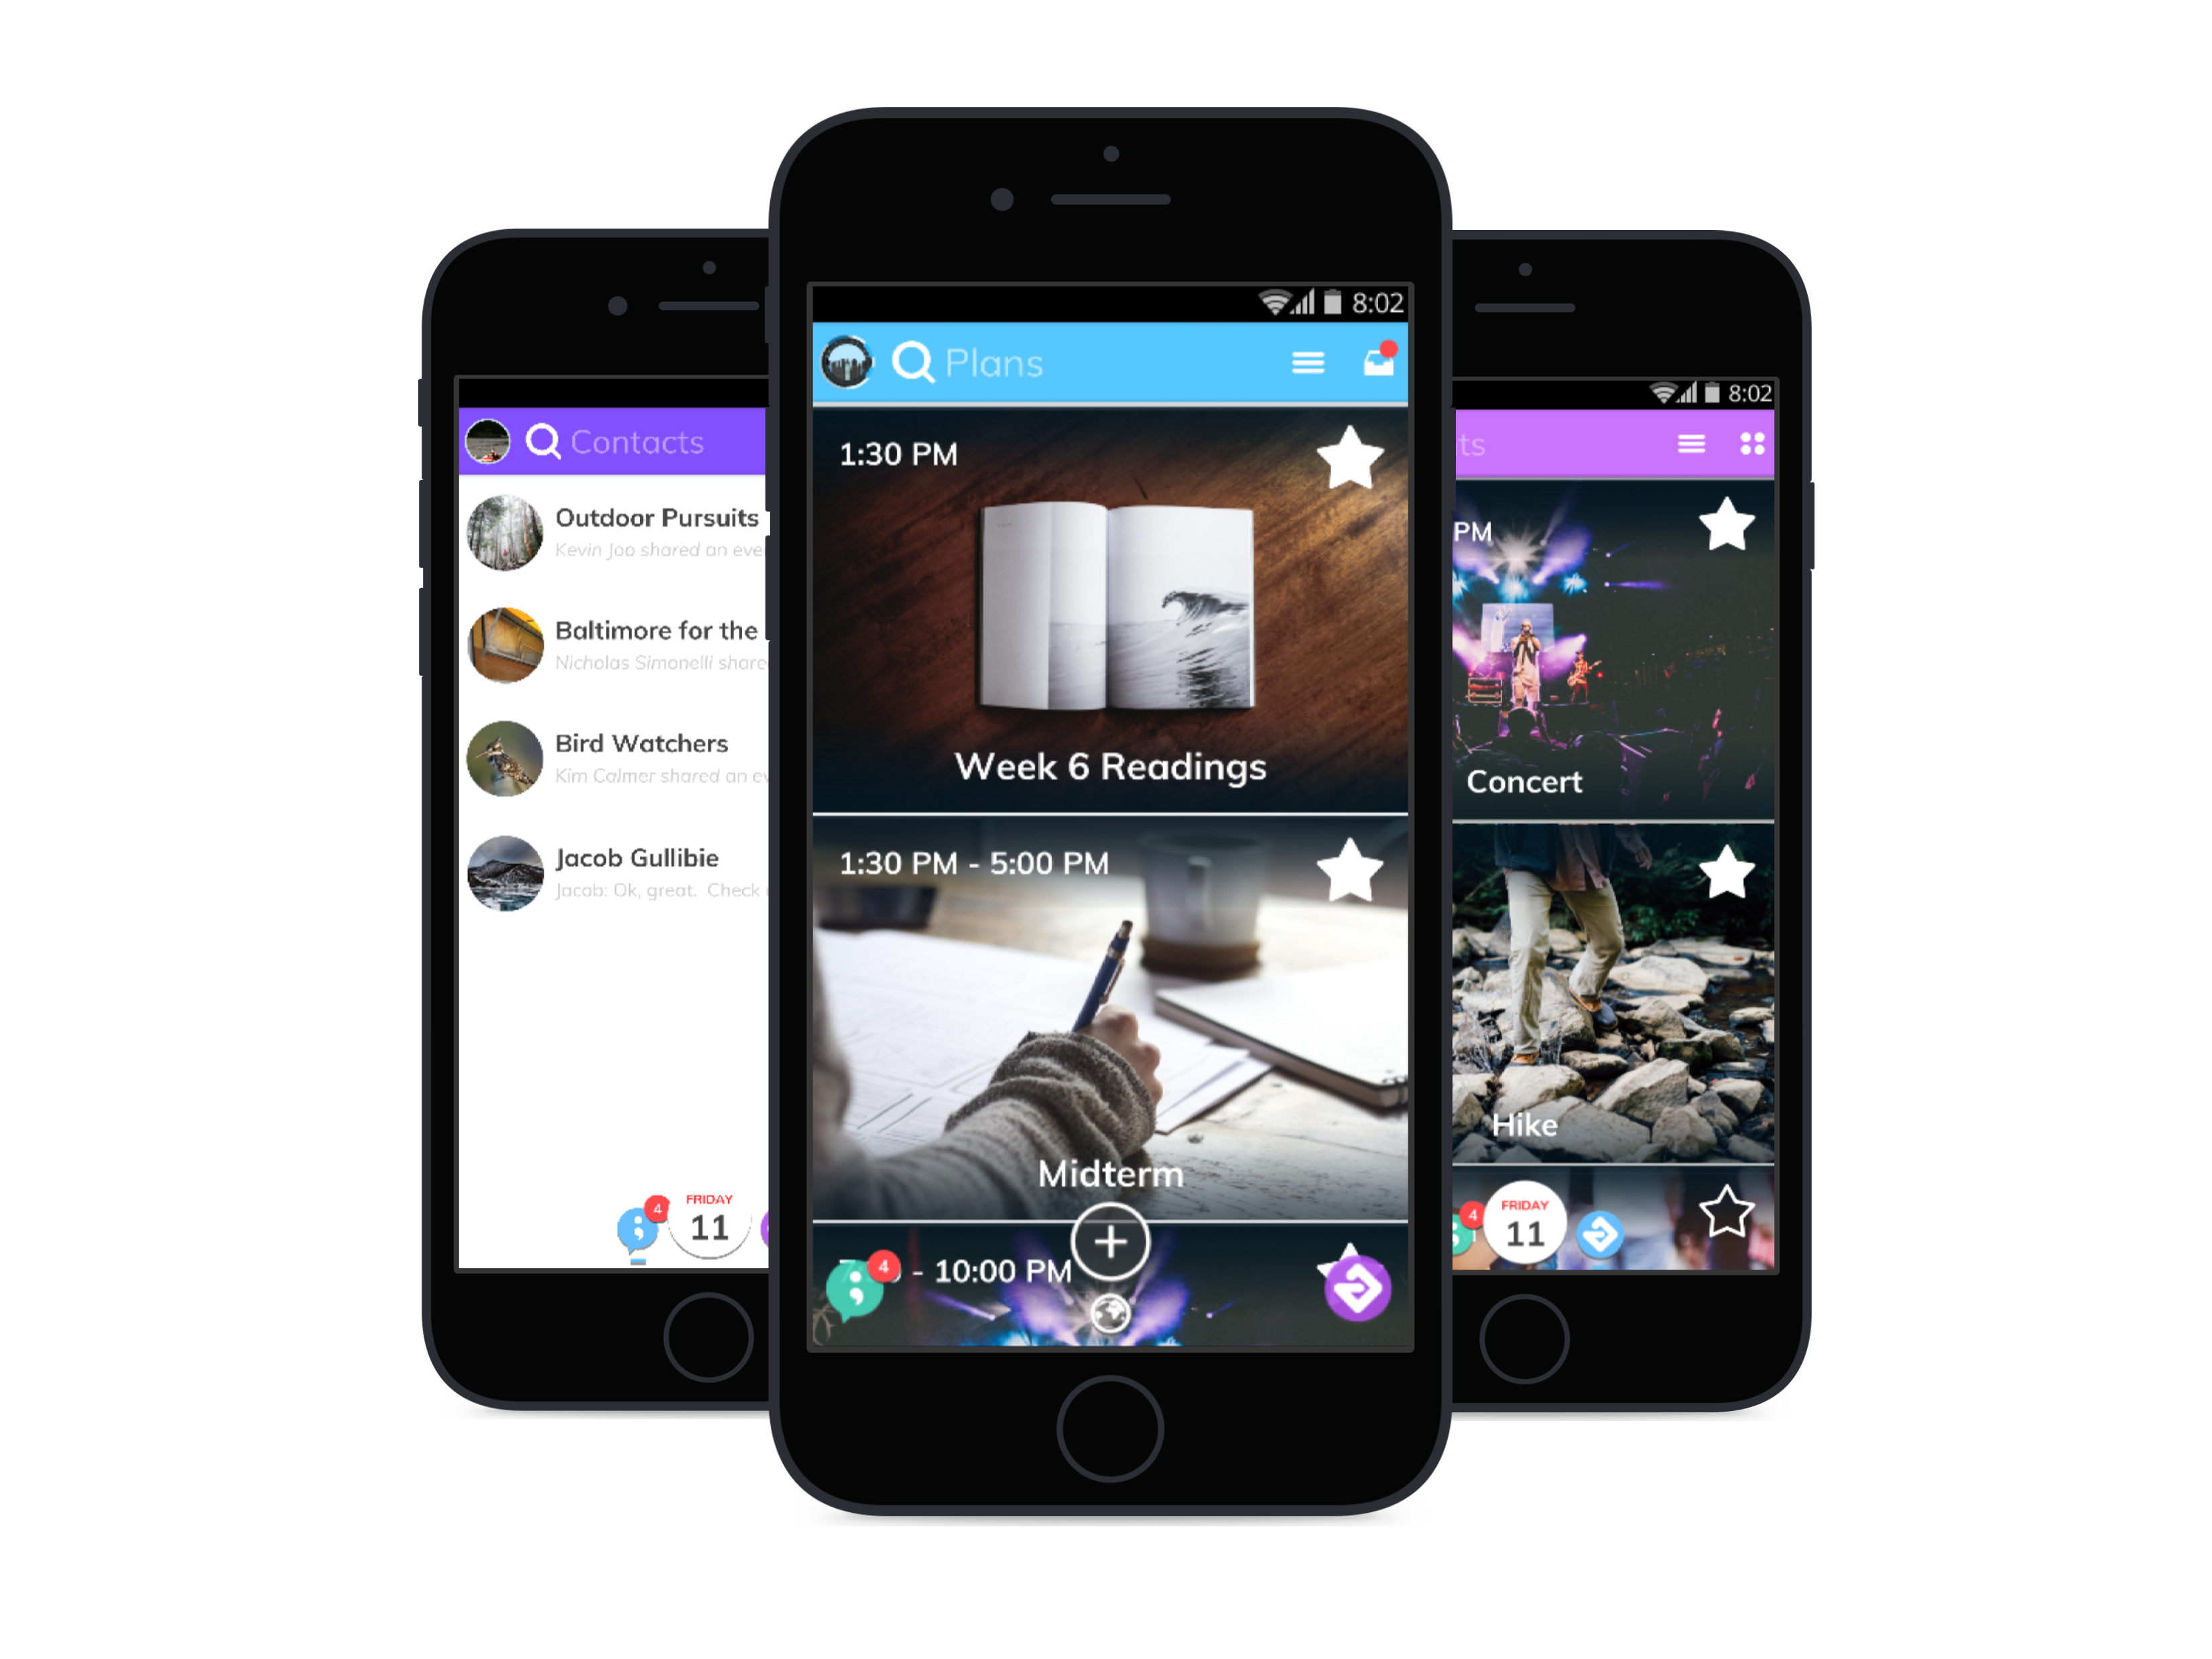 Contacts
Outdoor Pursuits
Kevin Joo shared an eve
Baltimore for the
Nicholas Simonelli share
Bird Watchers
Kim Calmer shared an ev
Jacob Gullibie
Jacob: Ok, great. Check
4
FRIDAY
11
8:02
Plans
1:30 PM
Week 6 Readings
1:30 PM - 5:00 PM
Midterm
- 10:00 PM
4
8:02
ts
PM
Concert
Hike
4
FRIDAY
11